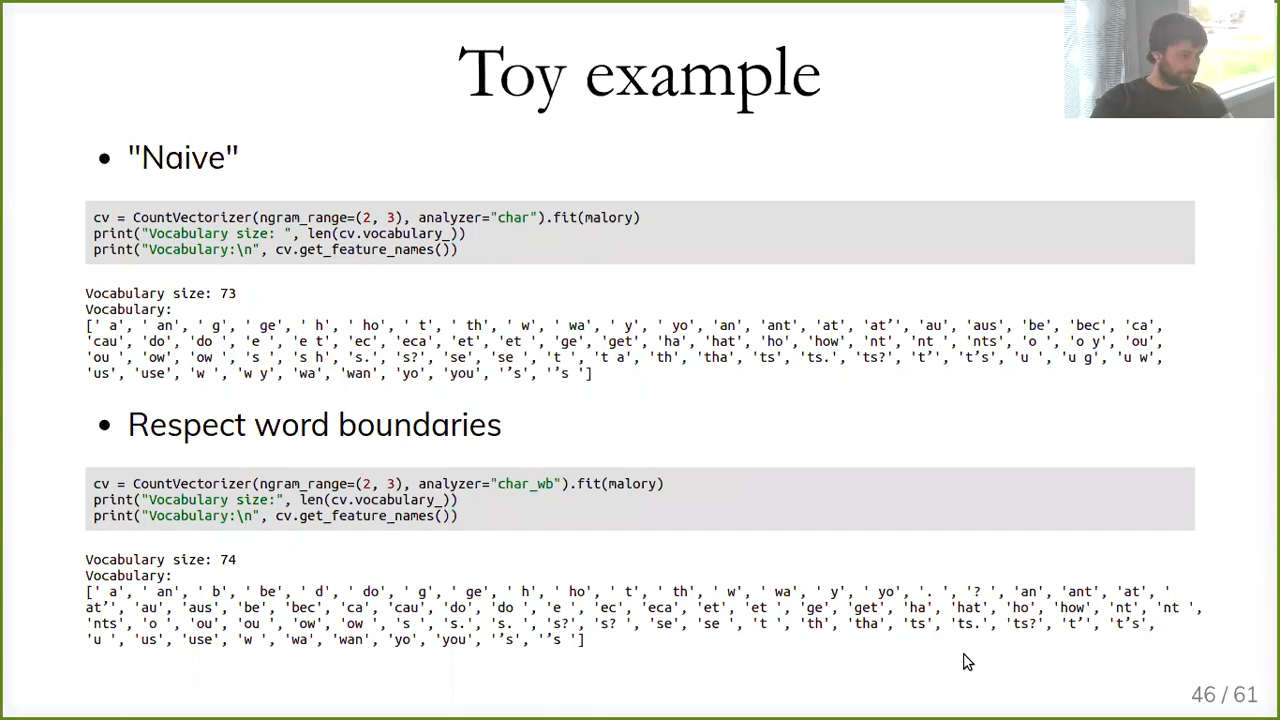 Toy example
• "Naive"
cv = CountVectorizer(ngram_range=(2, 3), analyzer="char").fit(malory)
print("Vocabulary size: ", len(cv.vocabulary_))
print("Vocabulary:\n", cv.get_feature_names())
Vocabulary size: 73
Vocabulary:
[' a', ' an', ' g', ' ge', ' h', ' ho', ' t', ' th', ' w', ' wa', ' y', ' yo', 'an', 'ant', 'at', 'at’', 'au', 'aus', 'be', 'bec', 'ca',
'cau', 'do', 'do ', 'e ', 'e t', 'ec', 'eca', 'et', 'et ', 'ge', 'get', 'ha', 'hat', 'ho', 'how', 'nt', 'nt ', 'nts', 'o ', 'o y', 'ou',
'ou ', 'ow', 'ow ', 's ', 's h', 's.', 's?', 'se', 'se ', 't ', 't a', 'th', 'tha', 'ts', 'ts.', 'ts?', 't’', 't’s', 'u ', 'u g', 'u w',
'us', 'use', 'w ', 'w y', 'wa', 'wan', 'yo', 'you', '’s', '’s ']
• Respect word boundaries
cv = CountVectorizer(ngram_range=(2, 3), analyzer="char_wb").fit(malory)
print("Vocabulary size:", len(cv.vocabulary_))
print("Vocabulary:\n", cv.get_feature_names())
Vocabulary size: 74
Vocabulary:
[' a', ' an', ' b', ' be', ' d', ' do', ' g', ' ge', ' h', ' ho', ' t', ' th', ' w', ' wa', ' y', ' yo', '. ', '? ', 'an', 'ant', 'at', '
at’', 'au', 'aus', 'be', 'bec', 'ca', 'cau', 'do', 'do ', 'e ', 'ec', 'eca', 'et', 'et ', 'ge', 'get', 'ha', 'hat', 'ho', 'how', 'nt', 'nt ',
'nts', 'o ', 'ou', 'ou ', 'ow', 'ow ', 's ', 's.', 's. ', 's?', 's? ', 'se', 'se ', 't ', 'th', 'tha', 'ts', 'ts.', 'ts?', 't’', 't’s',
'u ', 'us', 'use', 'w ', 'wa', 'wan', 'yo', 'you', '’s', '’s ']
46 / 61